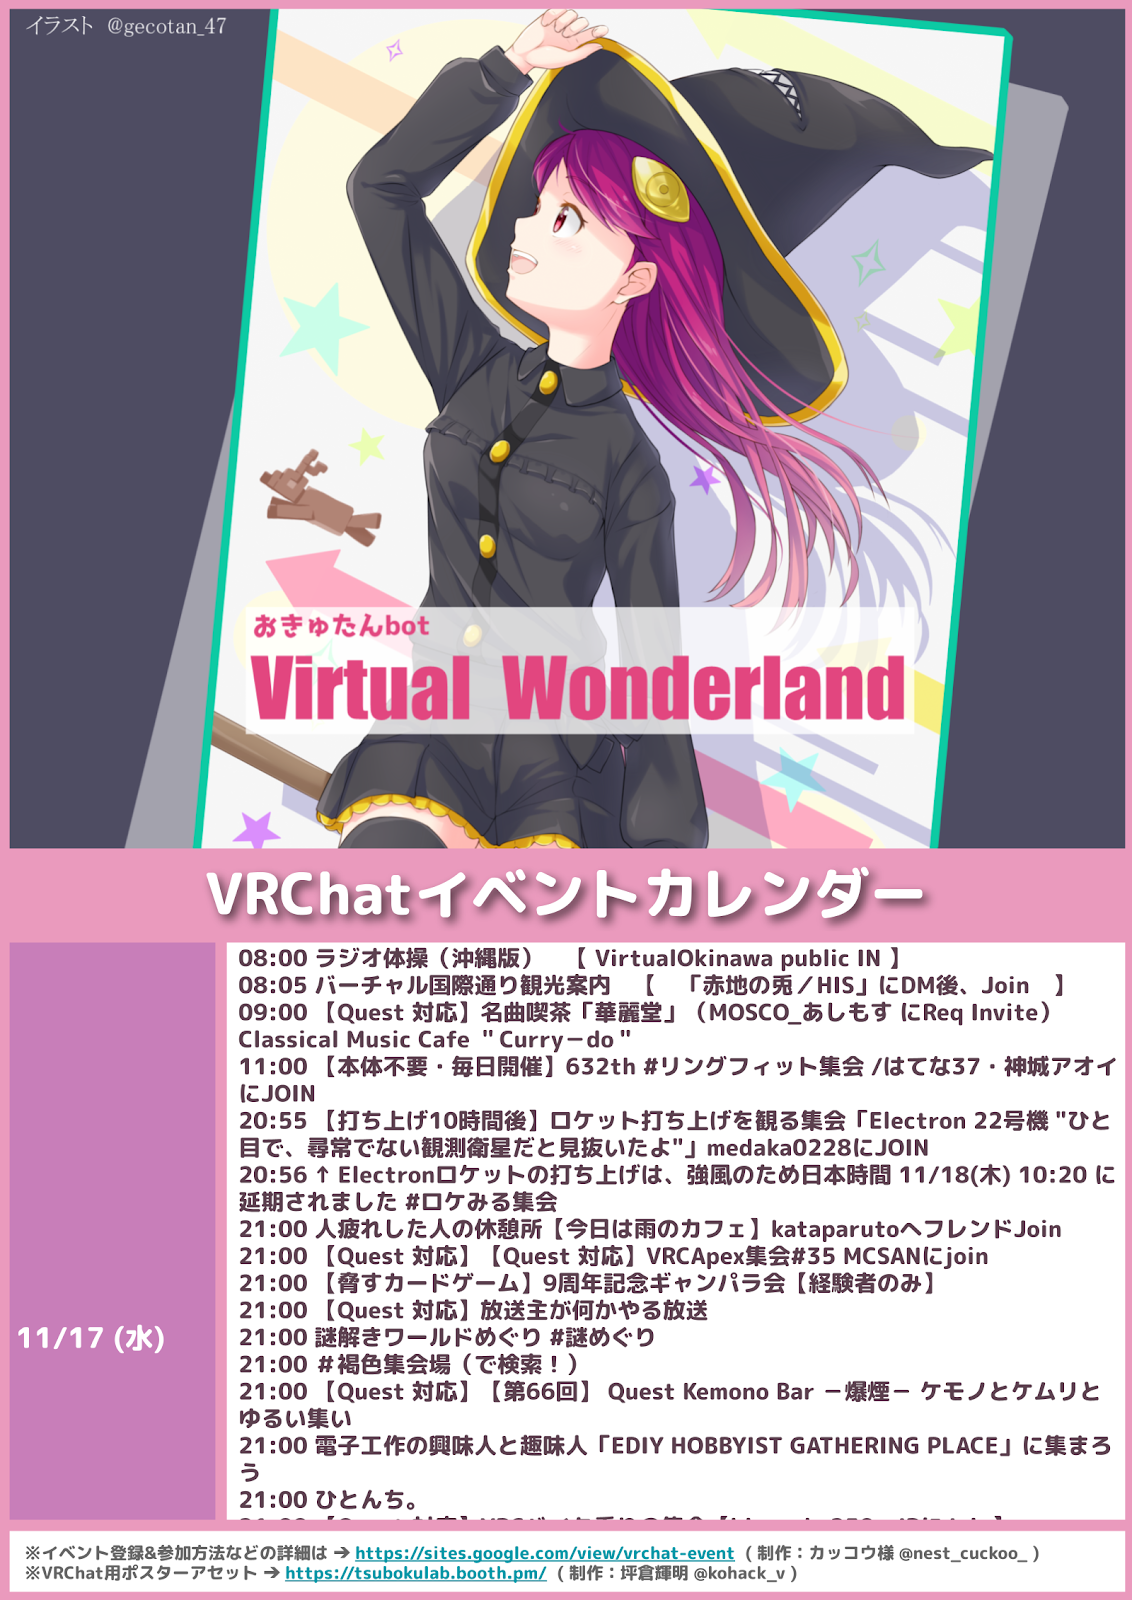 イラスト @gecotan_47
おきゅたんbot
Virtual Wonderland
VRChatイベントカレンダー
11/17 (水)
08:00 ラジオ体操（沖縄版） 【 VirtualOkinawa public IN 】
08:05 バーチャル国際通り観光案内 【 「赤地の兎／HIS」にDM後、Join 】
09:00 【Quest 対応】名曲喫茶「華麗堂」（MOSCO_あしもす にReq Invite）
Classical Music Cafe ＂Curry－do＂
11:00 【本体不要・毎日開催】632th #リングフィット集会 /はてな37・神城アオイ
にJOIN
20:55 【打ち上げ10時間後】ロケット打ち上げを観る集会「Electron 22号機 "ひと
目で、尋常でない観測衛星だと見抜いたよ"」medaka0228にJOIN
20:56 ↑ Electronロケットの打ち上げは、強風のため日本時間 11/18(木) 10:20 に
延期されました #ロケみる集会
21:00 人疲れした人の休憩所【今日は雨のカフェ】kataparutoへフレンドJoin
21:00 【Quest 対応】【Quest 対応】VRCApex集会#35 MCSANにjoin
21:00 【脅すカードゲーム】9周年記念ギャンパラ会【経験者のみ】
21:00 【Quest 対応】放送主が何かやる放送
21:00 謎解きワールドめぐり #謎めぐり
21:00 ＃褐色集会場（で検索！）
21:00 【Quest 対応】【第66回】 Quest Kemono Bar －爆煙－ ケモノとケムリと
ゆるい集い
21:00 電子工作の興味人と趣味人「EDIY HOBBYIST GATHERING PLACE」に集まろ
う
21:00 ひとんち。
※イベント登録&参加方法などの詳細は → https://sites.google.com/view/vrchat-event ( 制作：カッコウ様 @nest_cuckoo_ )
※VRChat用ポスターアセット → https://tsubokulab.booth.pm/ ( 制作：坪倉輝明 @kohack_v )